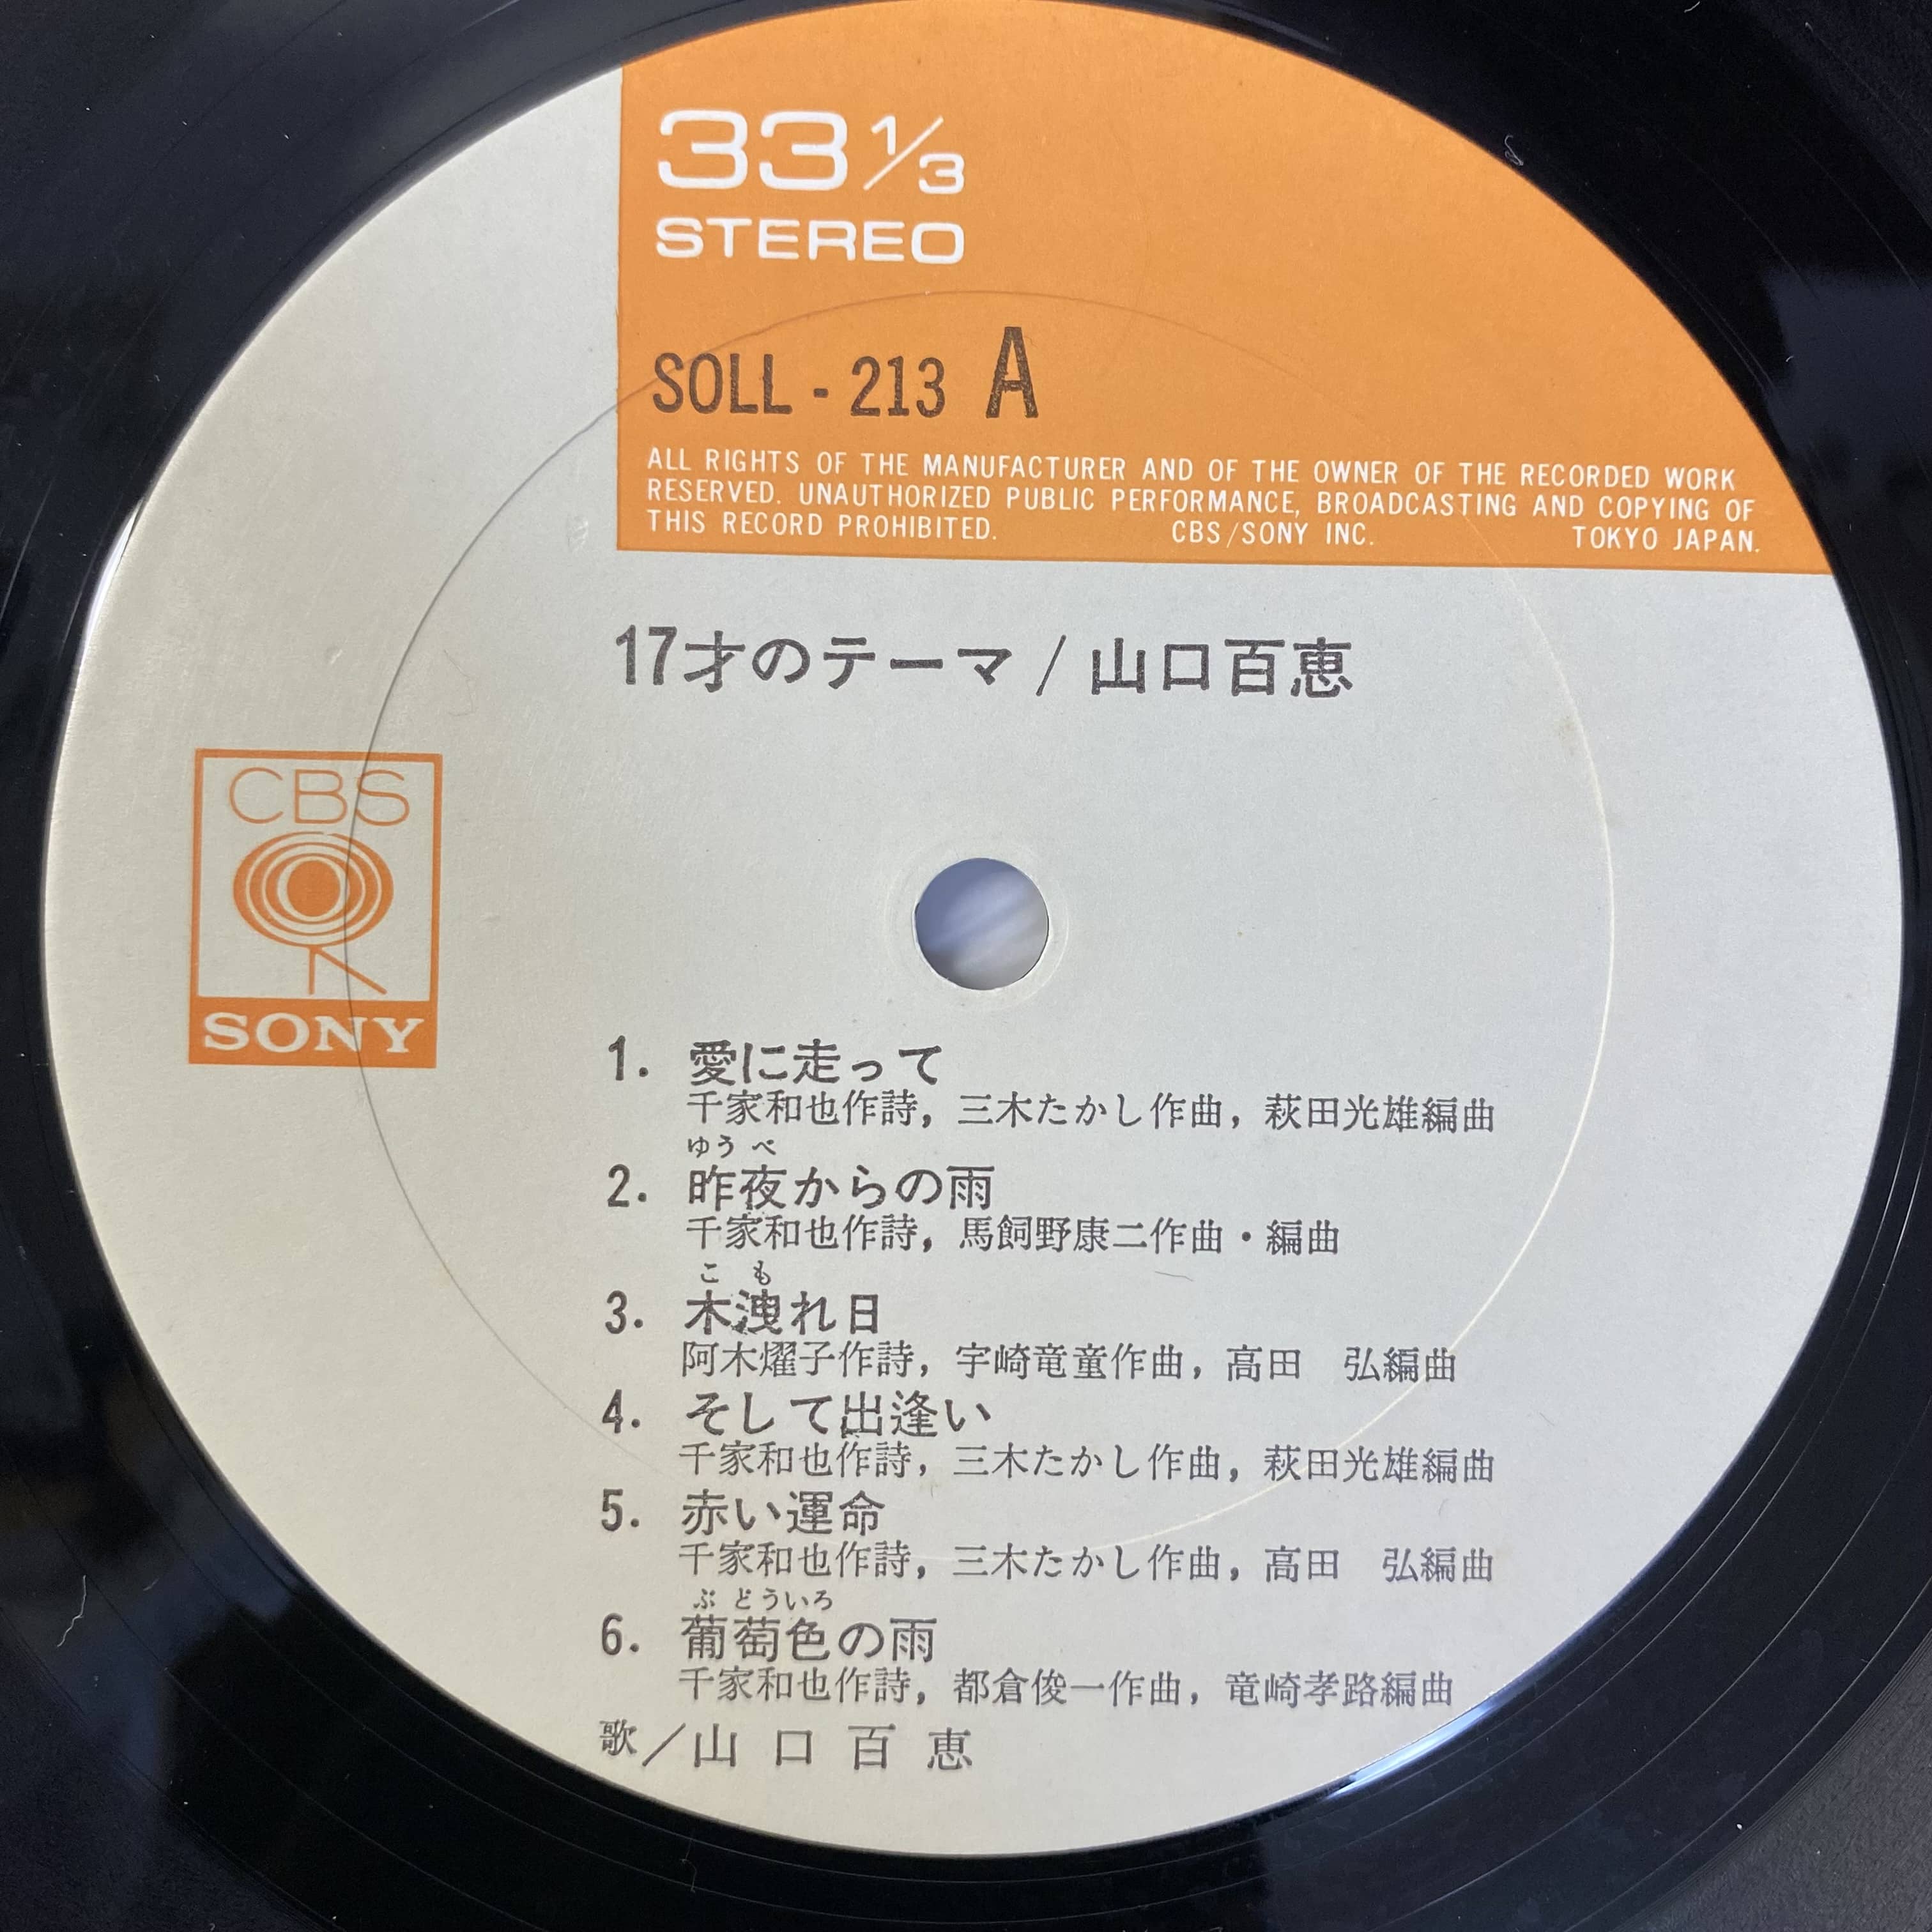 33 1/3
STEREO
SOLL - 213 A
ALL RIGHTS OF THE MANUFACTURER AND OF THE OWNER OF THE RECORDED WORK
RESERVED. UNAUTHORIZED PUBLIC PERFORMANCE, BROADCASTING AND COPYING OF
THIS RECORD PROHIBITED. CBS/SONY INC. TOKYO JAPAN.
17才のテーマ / 山口百恵
CBS
SONY
1. 愛に走って
千家和也作詩, 三木たかし作曲, 萩田光雄編曲
ゆうべ
2. 昨夜からの雨
千家和也作詩, 馬飼野康二作曲・編曲
こも
3. 木洩れ日
阿木燿子作詩, 宇崎竜童作曲, 高田 弘編曲
4. そして出逢い
千家和也作詩, 三木たかし作曲, 萩田光雄編曲
5. 赤い運命
千家和也作詩, 三木たかし作曲, 高田 弘編曲
ぶどういろ
6. 葡萄色の雨
千家和也作詩, 都倉俊一作曲, 竜崎孝路編曲
歌/山口百恵